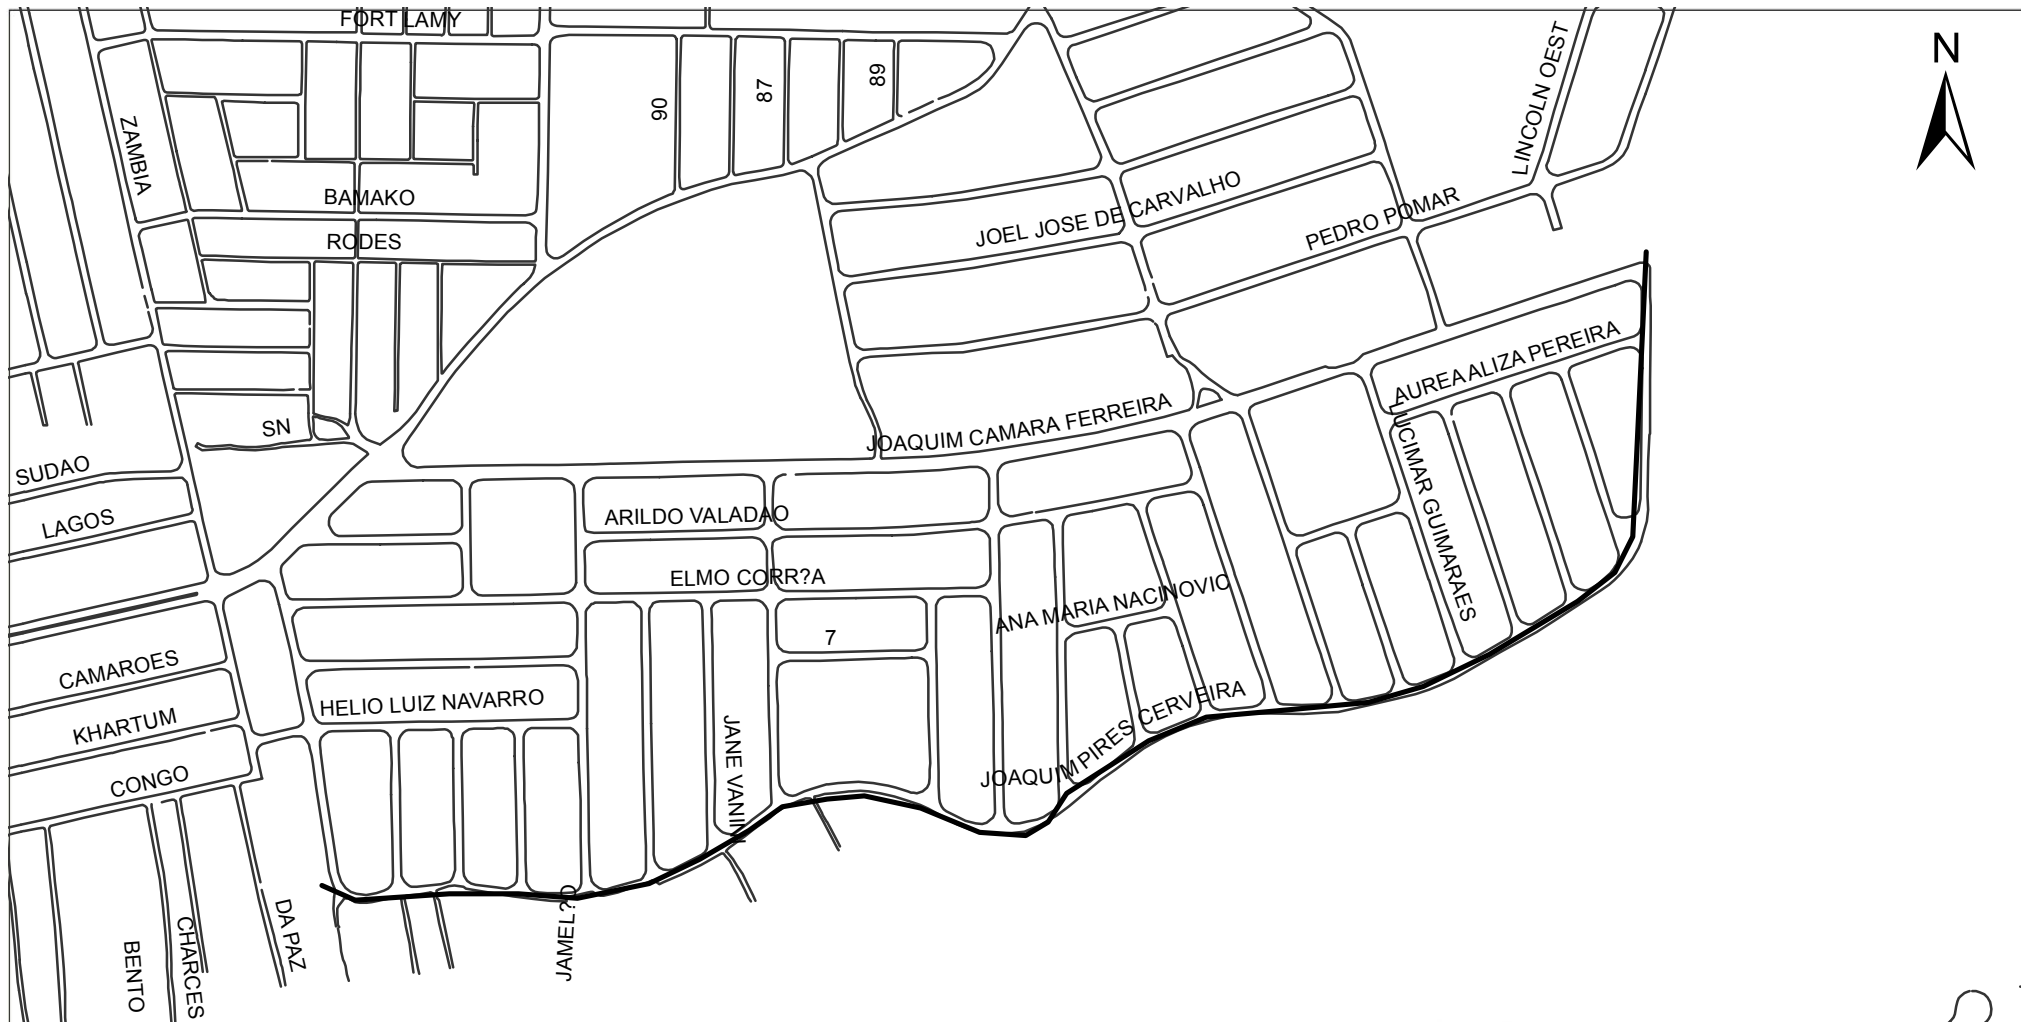 FORT LAMY
N
LINCOLN OEST
90
87
89
ZAMBIA
BAMAKO
JOEL JOSE DE CARVALHO
PEDRO POMAR
RODES
AUREA ALIZA PEREIRA
JOAQUIM CAMARA FERREIRA
SN
LUCIMAR GUIMARAES
SUDAO
LAGOS
ARILDO VALADAO
ELMO CORR?A
ANA MARIA NACINOVIC
7
CAMAROES
HELIO LUIZ NAVARRO
KHARTUM
JOAQUIM PIRES CERVEIRA
JANE VANINI
CONGO
JAMEL?O
DA PAZ
CHARCES
BENTO